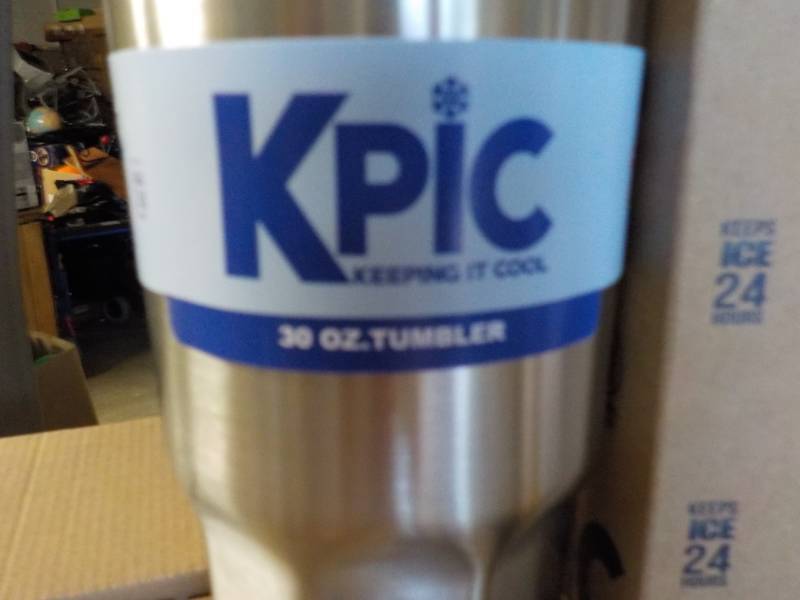 KPiC
KEEPING IT COOL
30 OZ.TUMBLER
KEEPS
ICE
24
HOURS
KEEPS
ICE
24
HOURS